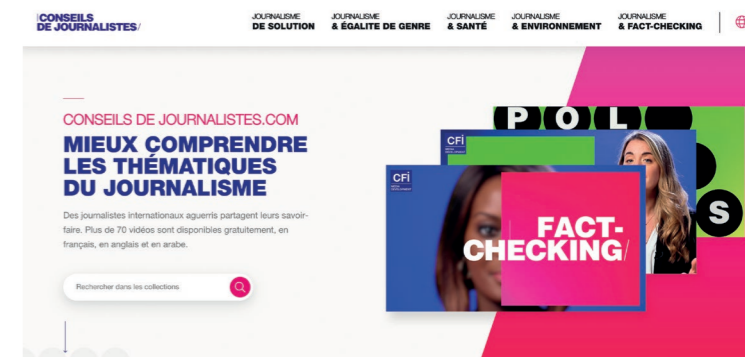 CONSEILS
DE JOURNALISTES/
JOURNALISME
DE SOLUTION
JOURNALISME
& ÉGALITE DE GENRE
JOURNALISME
& SANTÉ
JOURNALISME
& ENVIRONNEMENT
JOURNALISME
& FACT-CHECKING
CONSEILS DE JOURNALISTES.COM
MIEUX COMPRENDRE
LES THÉMATIQUES
DU JOURNALISME
Des journalistes internationaux aguerris partagent leurs savoir-
faire. Plus de 70 vidéos sont disponibles gratuitement, en
français, en anglais et en arabe.
Rechercher dans les collections
POL
S
CFi
CFi
FACT-
CHECKING/